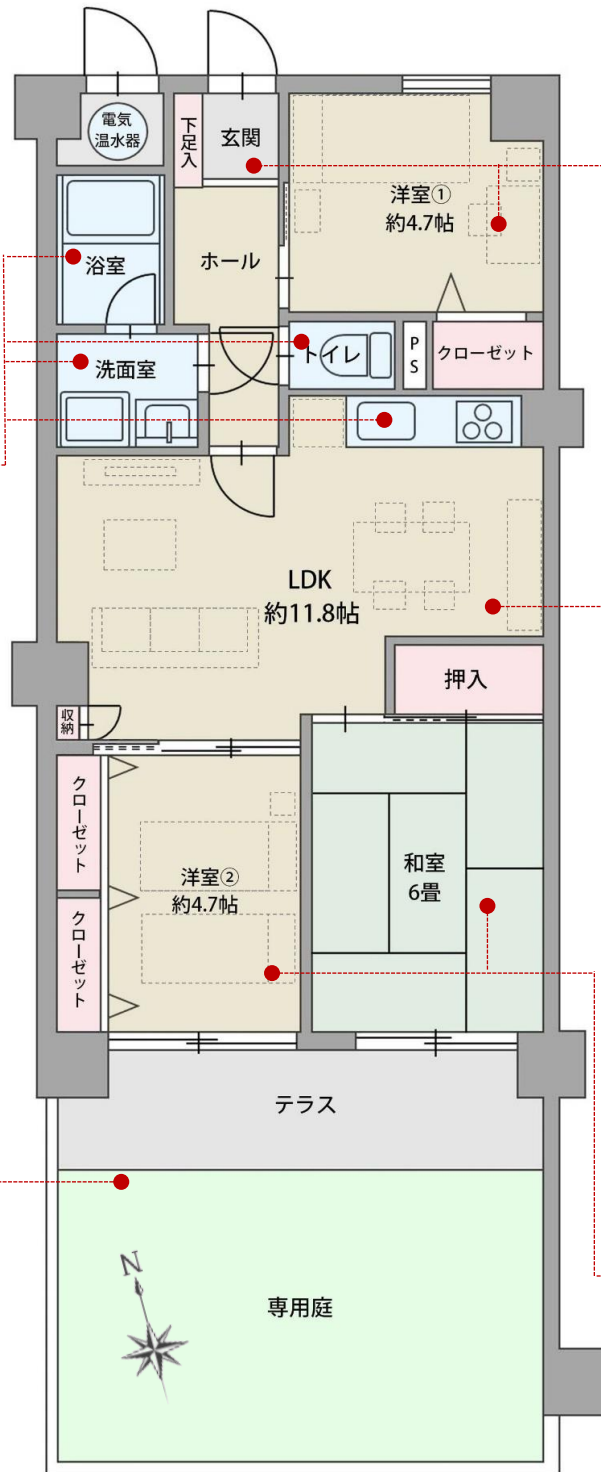 電気
温水器
下足入
玄関
洋室①
約4.7帖
浴室
ホール
洗面室
トイレ
PS
クローゼット
LDK
約11.8帖
押入
収納
クローゼット
洋室②
約4.7帖
和室
6畳
クローゼット
テラス
N
専用庭